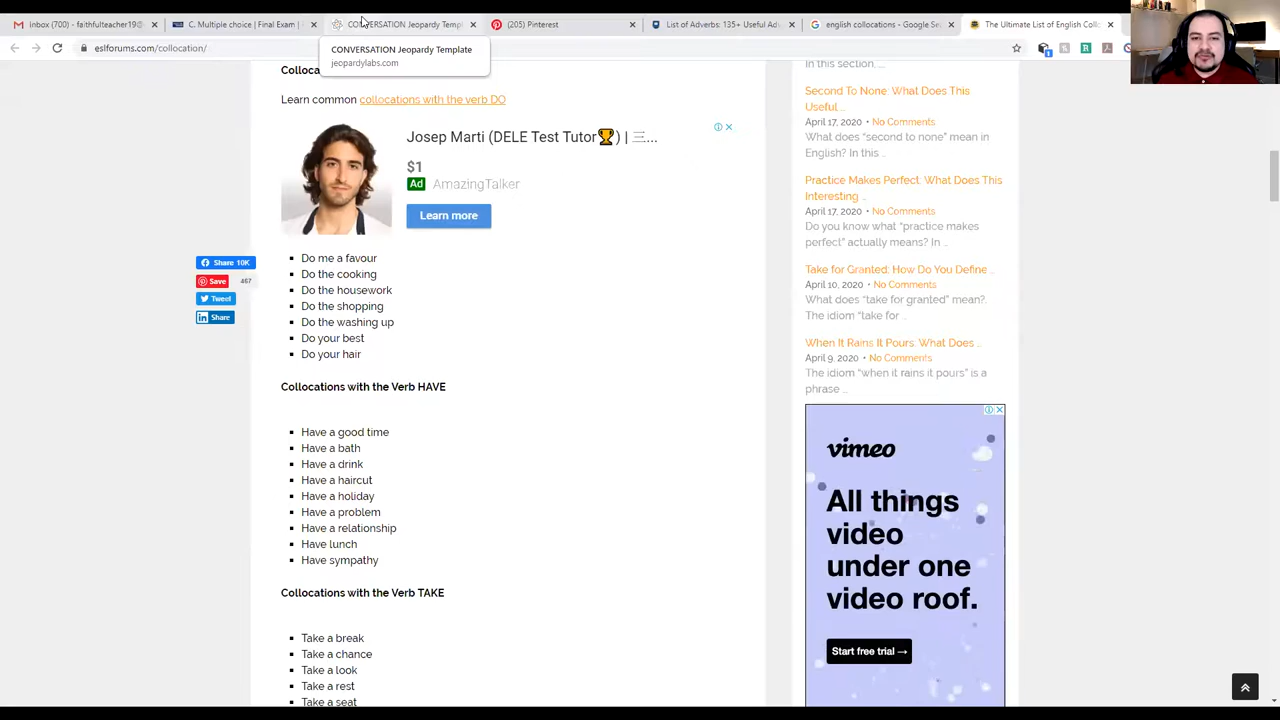 inbox (700) - faithfulteacher19@
C. Multiple choice | Final Exam |
CONVERSATION Jeopardy Templ
(205) Pinterest
List of Adverbs: 135+ Useful Ad
english collocations - Google Se
The Ultimate List of English Coll
eslforums.com/collocation/
CONVERSATION Jeopardy Template
jeopardylabs.com
Colloca
Learn common collocations with the verb DO
Josep Marti (DELE Test Tutor🏆) | 三...
$1
Ad AmazingTalker
Learn more
Share 10K
Save 467
Tweet
Share
Do me a favour
Do the cooking
Do the housework
Do the shopping
Do the washing up
Do your best
Do your hair
Collocations with the Verb HAVE
Have a good time
Have a bath
Have a drink
Have a haircut
Have a holiday
Have a problem
Have a relationship
Have lunch
Have sympathy
Collocations with the Verb TAKE
Take a break
Take a chance
Take a look
Take a rest
Take a seat
In this section, ...
Second To None: What Does This
Useful ...
April 17, 2020 • No Comments
What does “second to none” mean in
English? In this ...
Practice Makes Perfect: What Does This
Interesting ...
April 17, 2020 • No Comments
Do you know what “practice makes
perfect” actually means? In ...
Take for Granted: How Do You Define ...
April 10, 2020 • No Comments
What does “take for granted” mean?.
The idiom “take for ...
When It Rains It Pours: What Does ...
April 9, 2020 • No Comments
The idiom “when it rains it pours” is a
phrase ...
vimeo
All things
video
under one
video roof.
Start free trial →